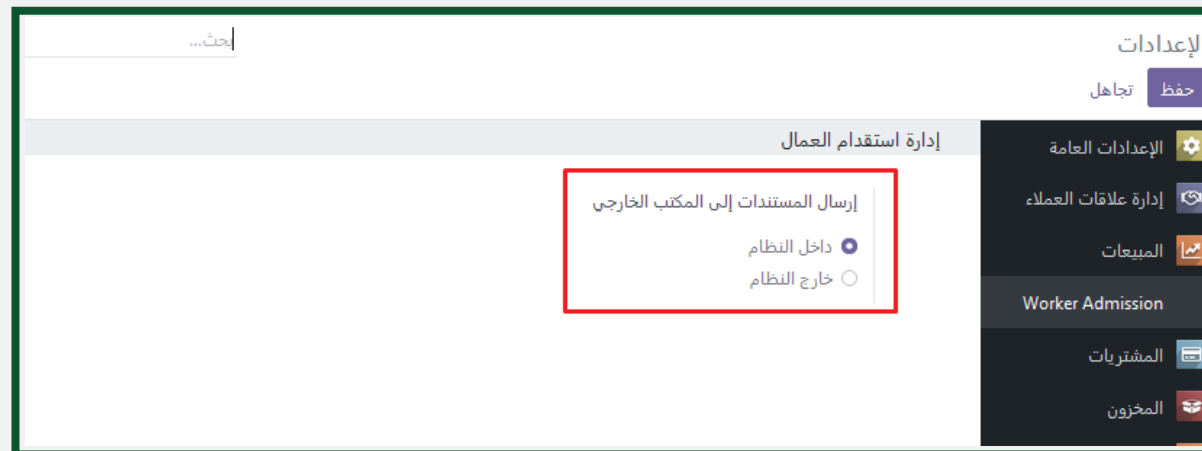 لإعدادات
بحث...
حفظ تجاهل
الإعدادات العامة
إدارة علاقات العملاء
المبيعات
Worker Admission
المشتريات
المخزون
إدارة استقدام العمال
إرسال المستندات إلى المكتب الخارجي
داخل النظام
خارج النظام